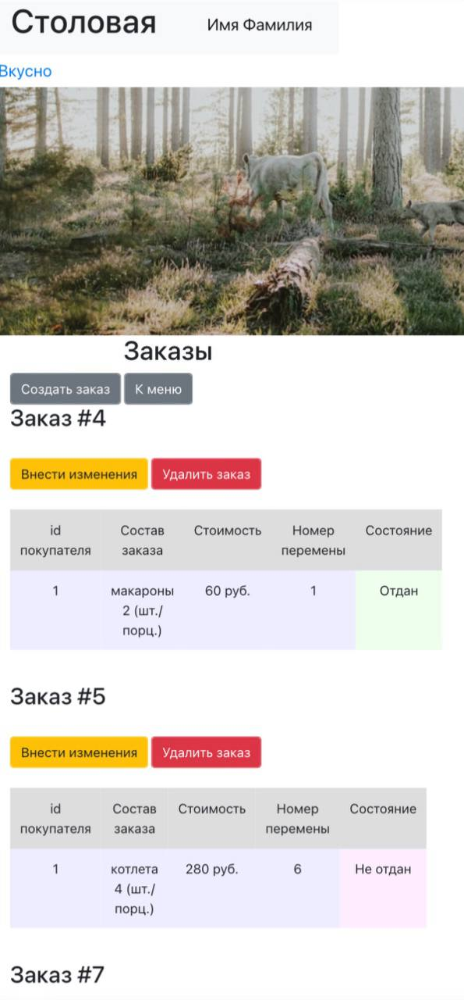 Столовая Имя Фамилия
Вкусно
Заказы
Создать заказ К меню
Заказ #4
Внести изменения Удалить заказ
id Состав Стоимость Номер Состояние
покупателя заказа перемены
1 макароны 60 руб. 1 Отдан
2 (шт./
порц.)
Заказ #5
Внести изменения Удалить заказ
id Состав Стоимость Номер Состояние
покупателя заказа перемены
1 котлета 280 руб. 6 Не отдан
4 (шт./
порц.)
Заказ #7